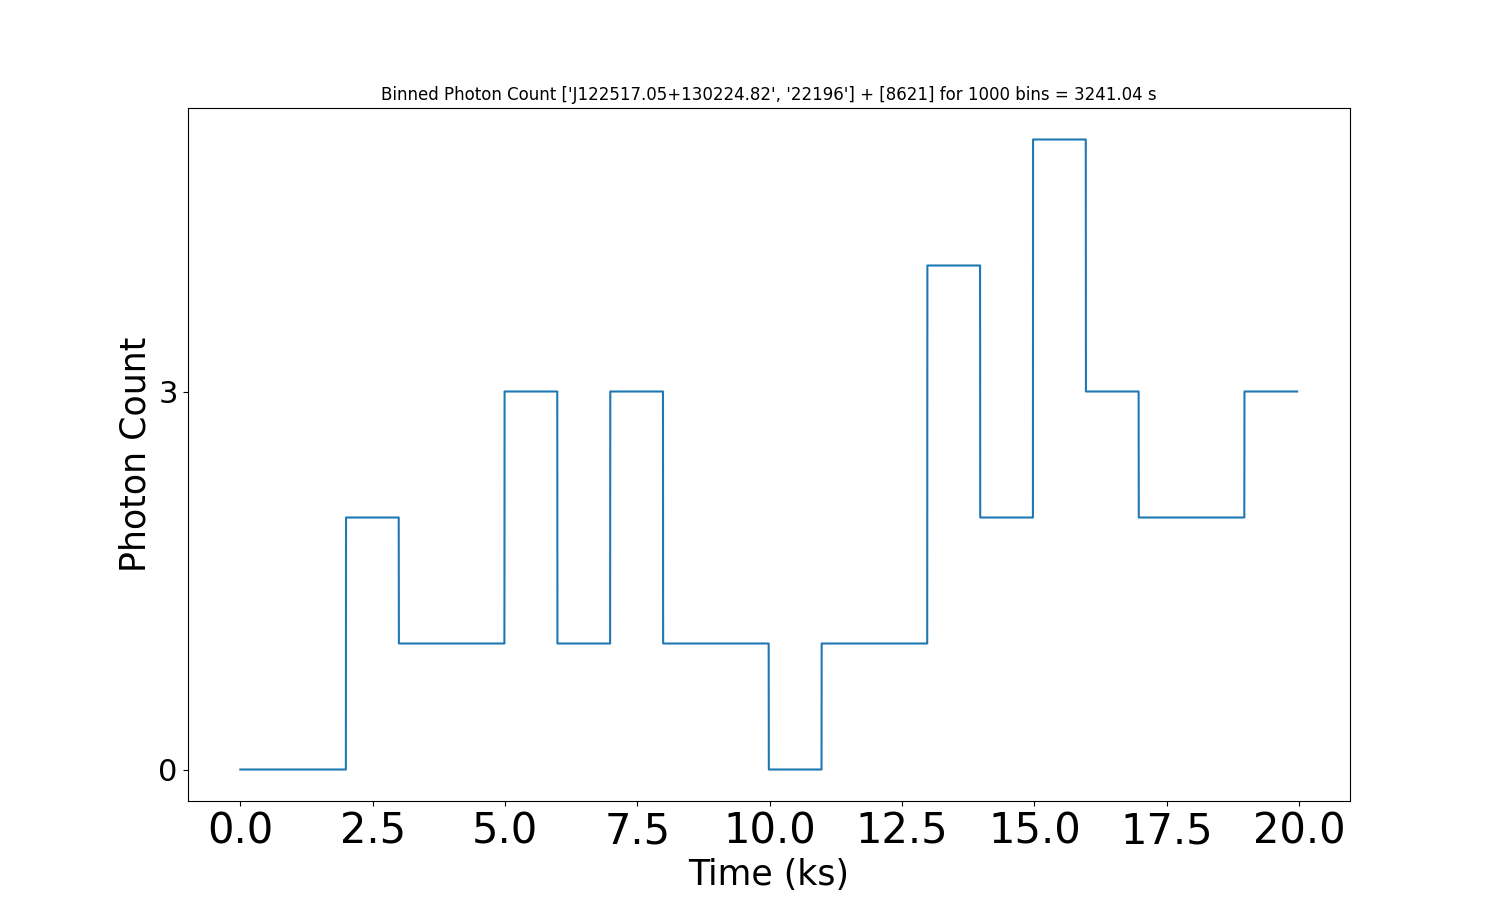 Binned Photon Count ['J122517.05+130224.82', '22196'] + [8621] for 1000 bins = 3241.04 s
Photon Count
3
0
0.0 2.5 5.0 7.5 10.0 12.5 15.0 17.5 20.0
Time (ks)